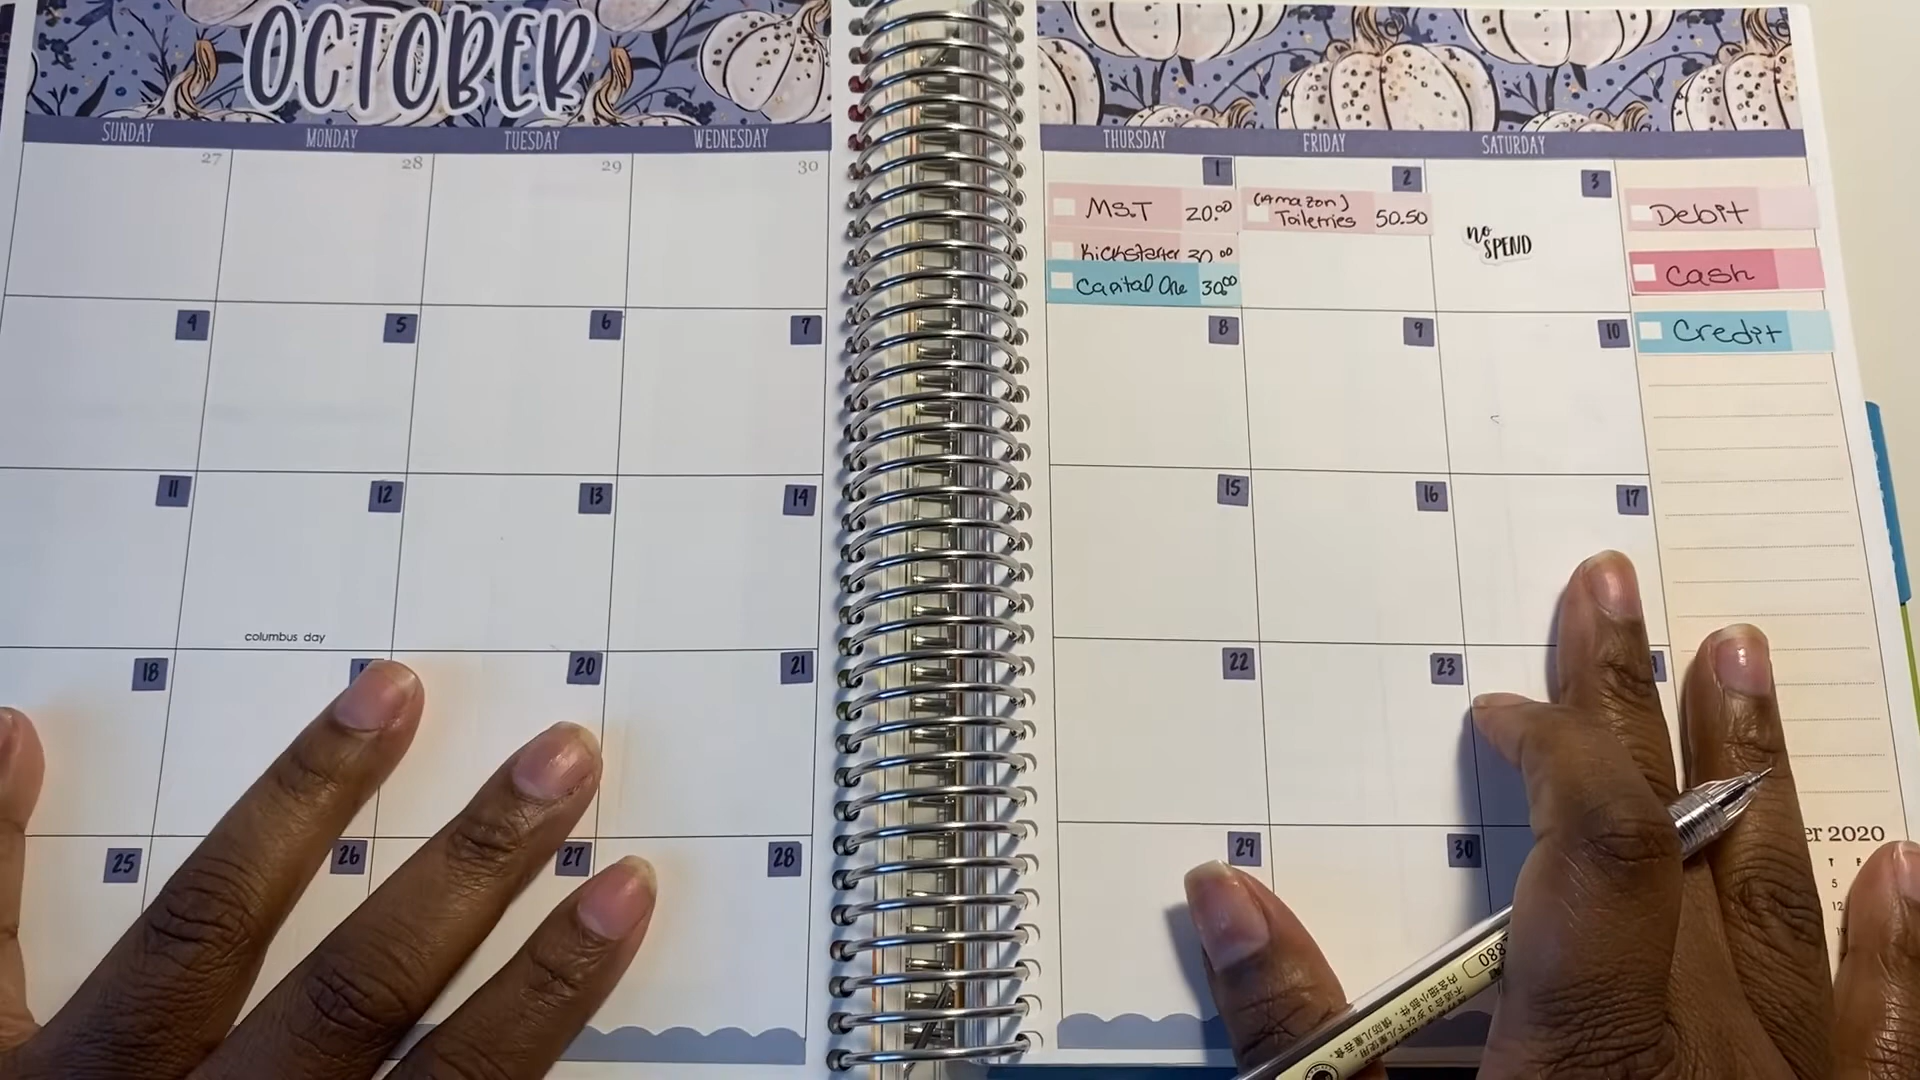 OCTOBER
SUNDAY MONDAY TUESDAY WEDNESDAY THURSDAY FRIDAY SATURDAY
27 28 29 30 1 2 3
MS.T 20.00
Kickstarter 30 00
Capital One 30.00
(Amazon)
Toiletries 50.50
no
SPEND
Debit
Cash
Credit
4 5 6 7 8 9 10
11 12 13 14 15 16 17
columbus day
18 20 21 22 23
25 26 27 28 29 30
er 2020
T F
5
12